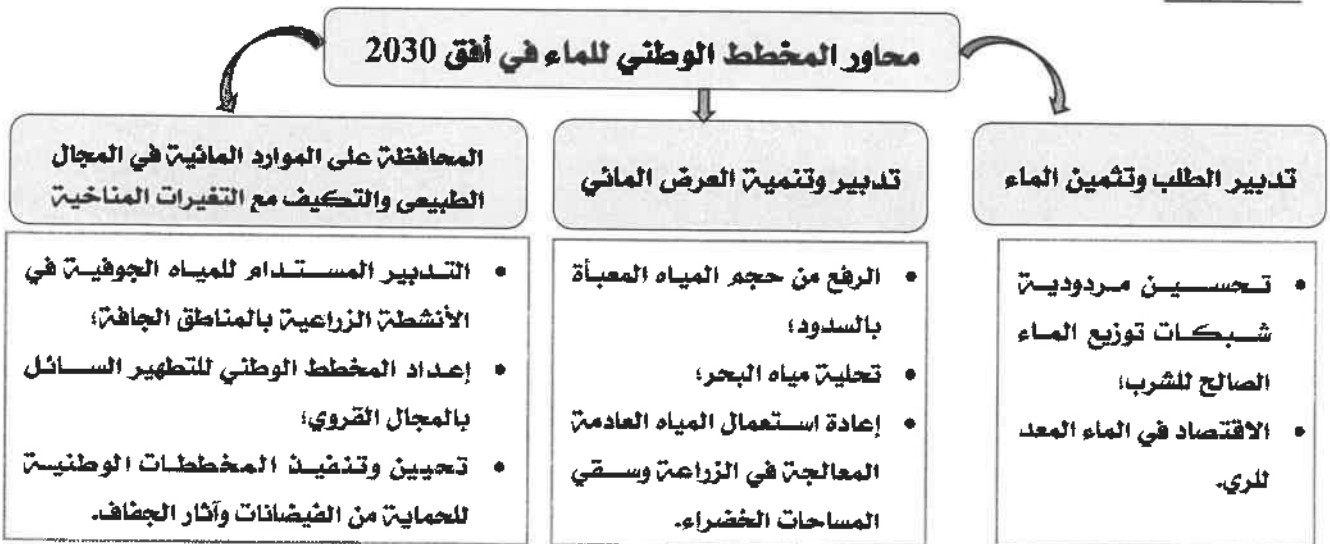 محاور المخطط الوطني للماء في أفق 2030
تدبير الطلب وتثمين الماء
• تحسين مردودية
شبكات توزيع الماء
الصالح للشرب؛
• الاقتصاد في الماء المعد
للري.
تدبير وتنمية العرض المائي
• الرفع من حجم المياه المعبأة
بالسدود؛
• تحلية مياه البحر؛
• إعادة استعمال المياه العادمة
المعالجة في الزراعة وسقي
المساحات الخضراء.
المحافظة على الموارد المائية في المجال
الطبيعي والتكيف مع التغيرات المناخية
• التدبير المستدام للمياه الجوفية في
الأنشطة الزراعية بالمناطق الجافة؛
• إعداد المخطط الوطني للتطهير السائل
بالمجال القروي؛
• تحيين وتنفيذ المخططات الوطنية
للحماية من الفيضانات وآثار الجفاف.